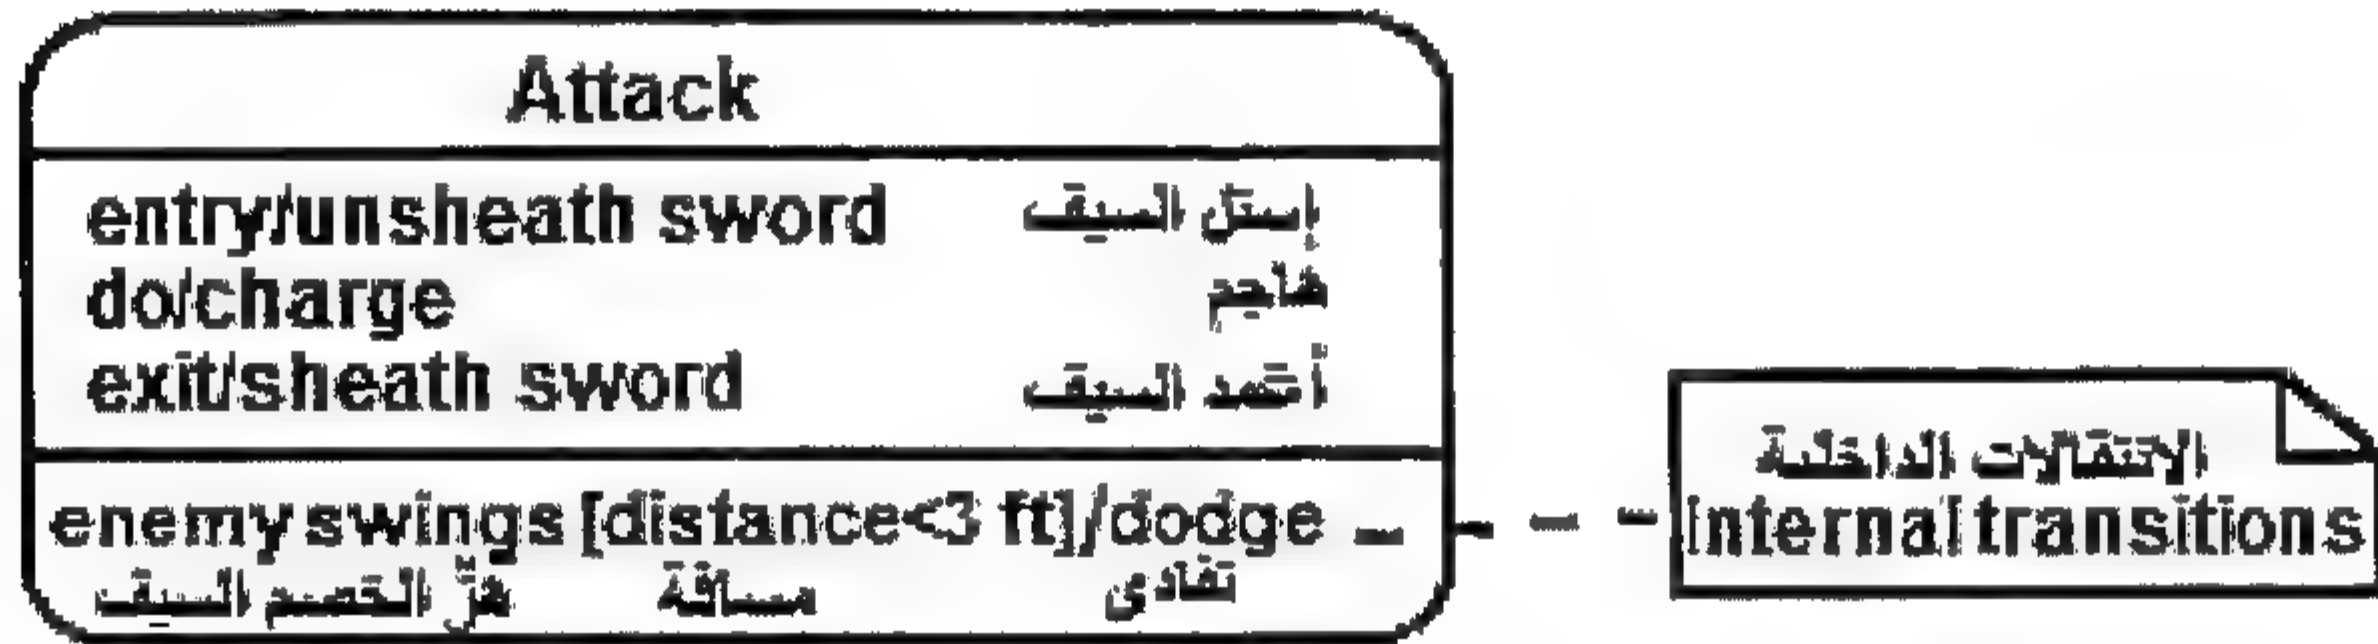 Attack
entry/unsheath sword إستل السيف
do/charge هاجم
exit/sheath sword أغمد السيف
enemy swings [distance<3 ft]/dodge
هزّ الخصم السيف مسافة تفادى
الانتقالات الداخلية
Internal transitions